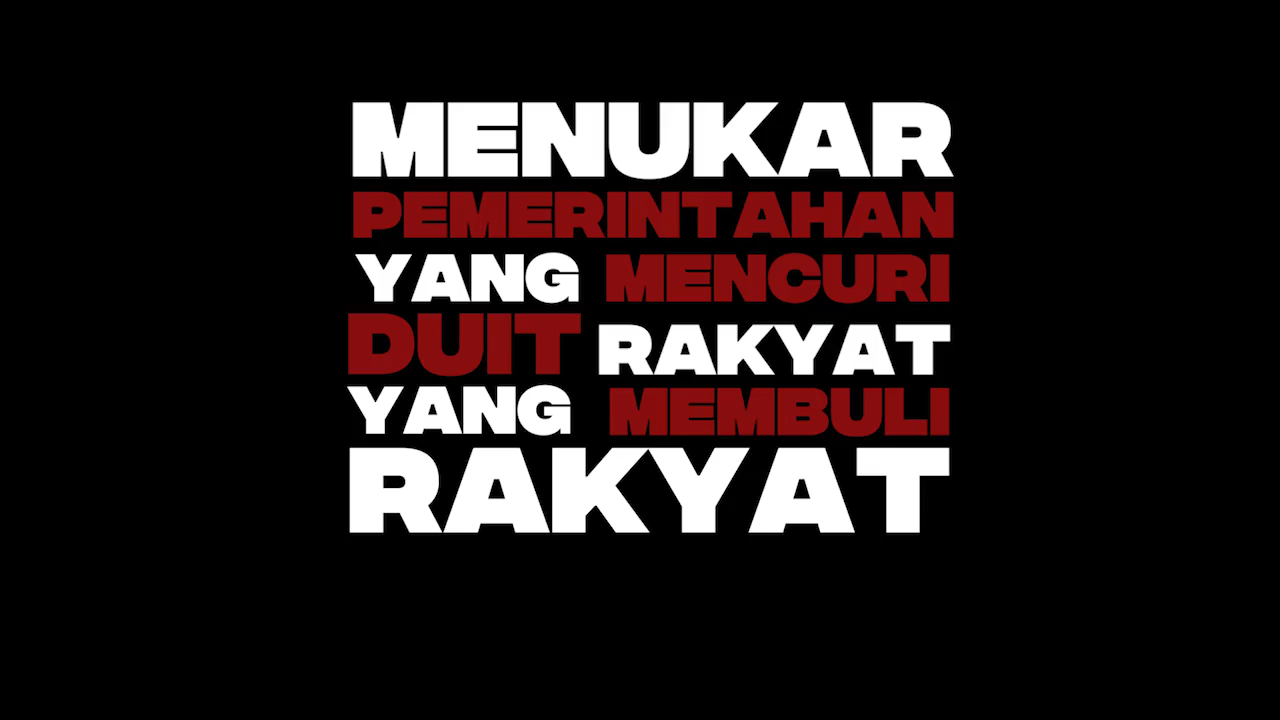 MENUKAR
PEMERINTAHAN
YANG MENCURI
DUIT RAKYAT
YANG MEMBULI
RAKYAT